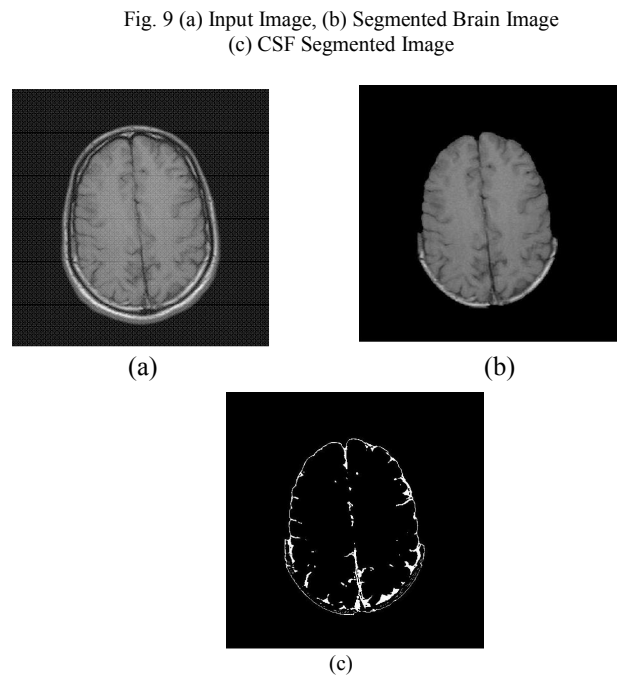 Fig. 9 (a) Input Image, (b) Segmented Brain Image
(c) CSF Segmented Image
(a)
(b)
(c)